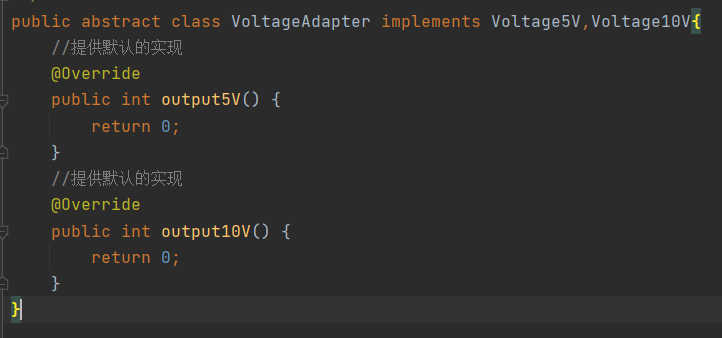 public abstract class VoltageAdapter implements Voltage5V,Voltage10V{
//提供默认的实现
@Override
public int output5V() {
return 0;
}
//提供默认的实现
@Override
public int output10V() {
return 0;
}
}